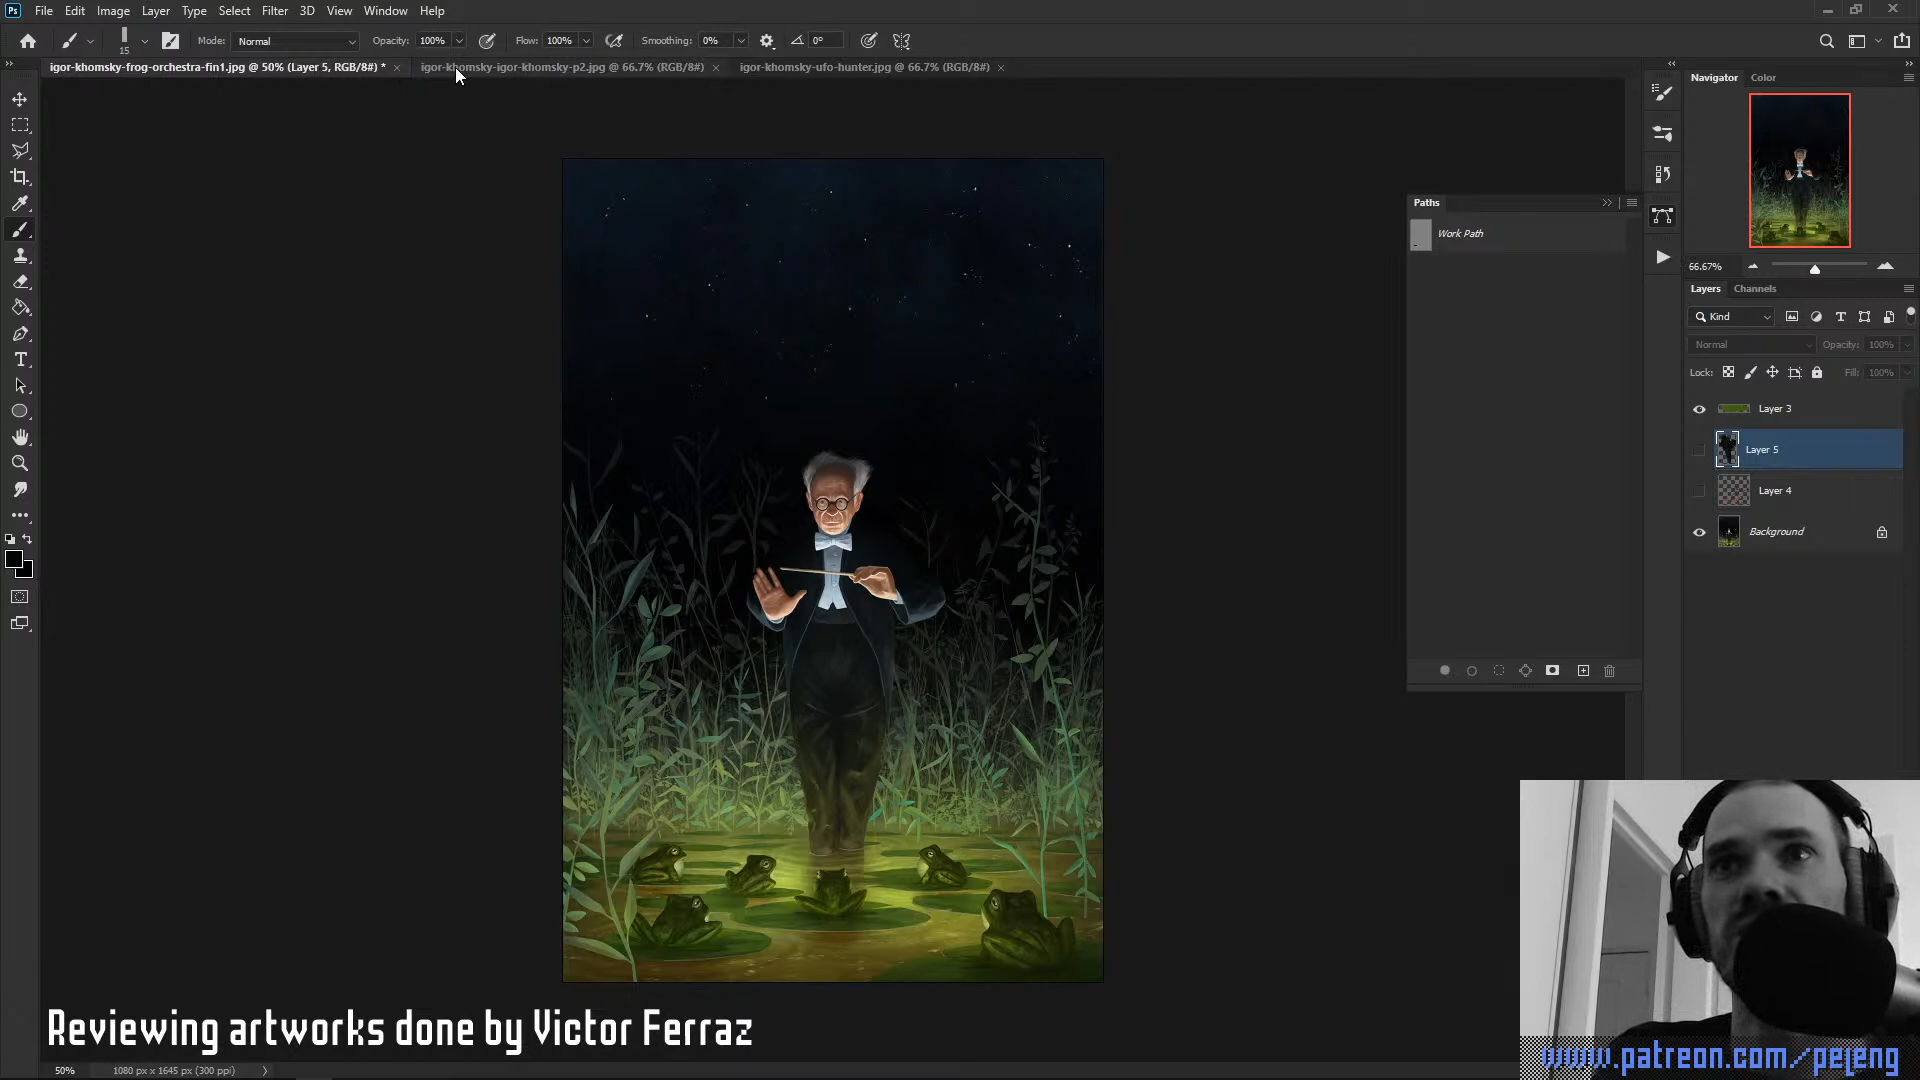 Ps File Edit Image Layer Type Select Filter 3D View Window Help
15 Mode: Normal Opacity: 100% Flow: 100% Smoothing: 0% 0°
igor-khomsky-frog-orchestra-fin1.jpg @ 50% (Layer 5, RGB/8#) * × igor-khomsky-igor-khomsky-p2.jpg @ 66.7% (RGB/8#) × igor-khomsky-ufo-hunter.jpg @ 66.7% (RGB/8#) ×
Navigator Color
Paths
Work Path
66.67%
Layers Channels
Kind
Normal Opacity: 100%
Lock: Fill: 100%
Layer 3
Layer 5
Layer 4
Background
Reviewing artworks done by Victor Ferraz
www.patreon.com/peleng
50% 1080 px x 1645 px (300 ppi)